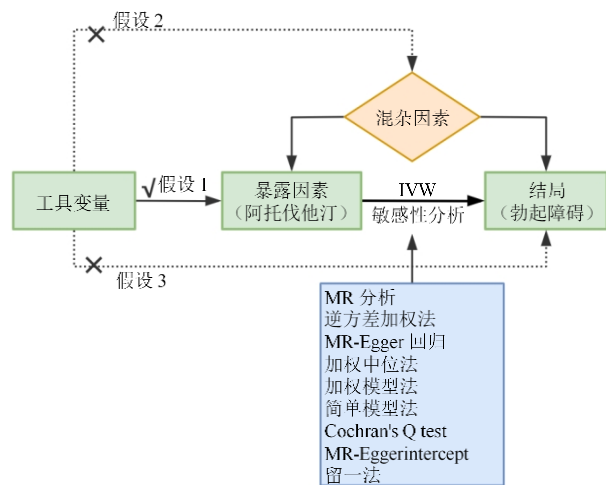 假设 2
混杂因素
工具变量
√假设 1
暴露因素
（阿托伐他汀）
IVW
敏感性分析
结局
（勃起障碍）
假设 3
MR 分析
逆方差加权法
MR-Egger 回归
加权中位法
加权模型法
简单模型法
Cochran's Q test
MR-Eggerintercept
留一法